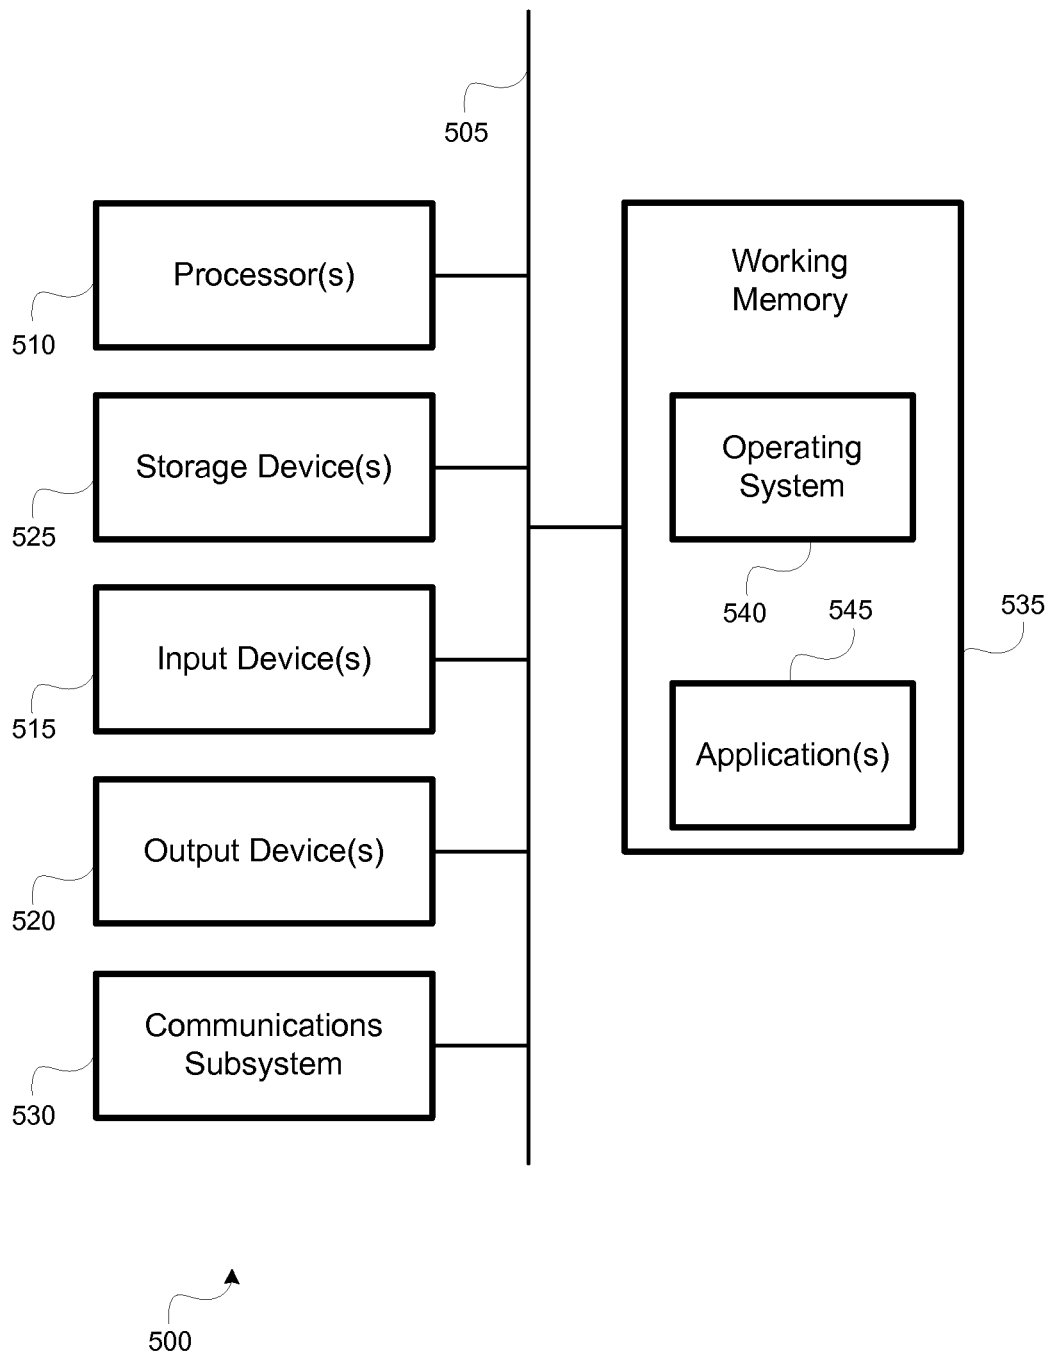 505
Processor(s)
510
Storage Device(s)
525
Input Device(s)
515
Output Device(s)
520
Communications
Subsystem
530
Working
Memory
Operating
System
540
545
535
Application(s)
500